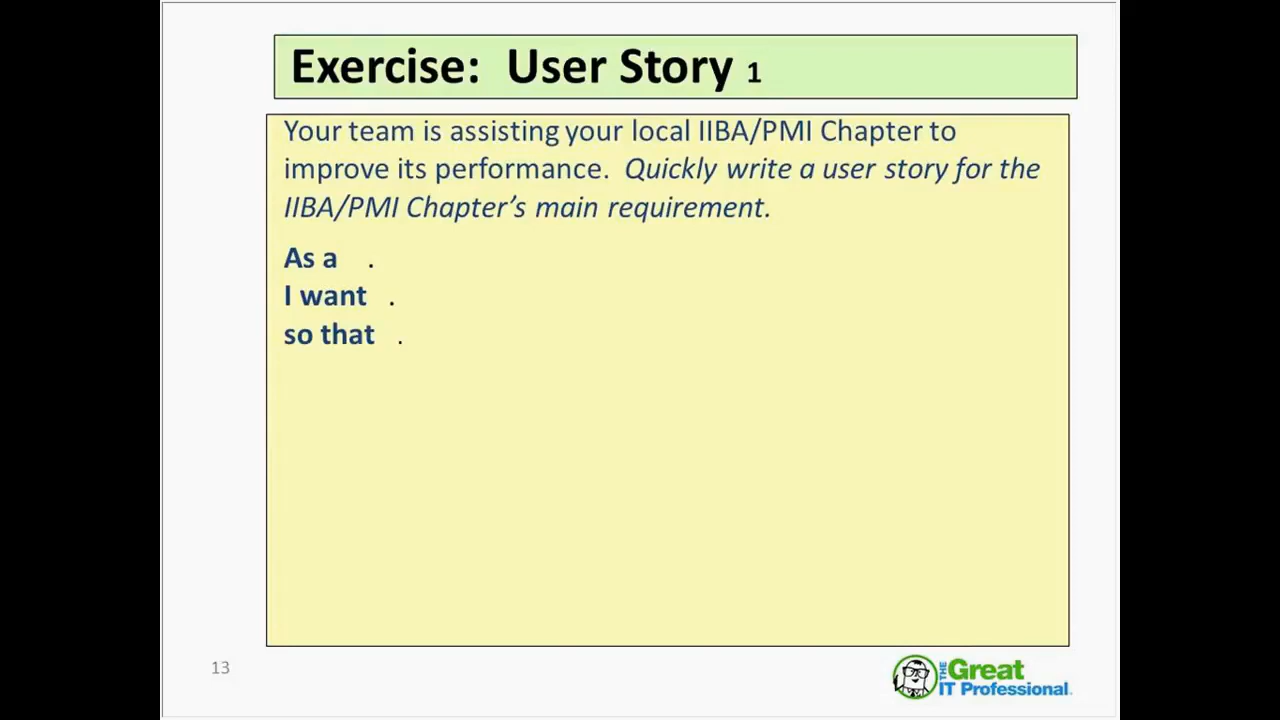 Exercise:  User Story 1
Your team is assisting your local IIBA/PMI Chapter to
improve its performance.  Quickly write a user story for the
IIBA/PMI Chapter’s main requirement.
As a    .
I want   .
so that   .
13
THE Great
IT Professional